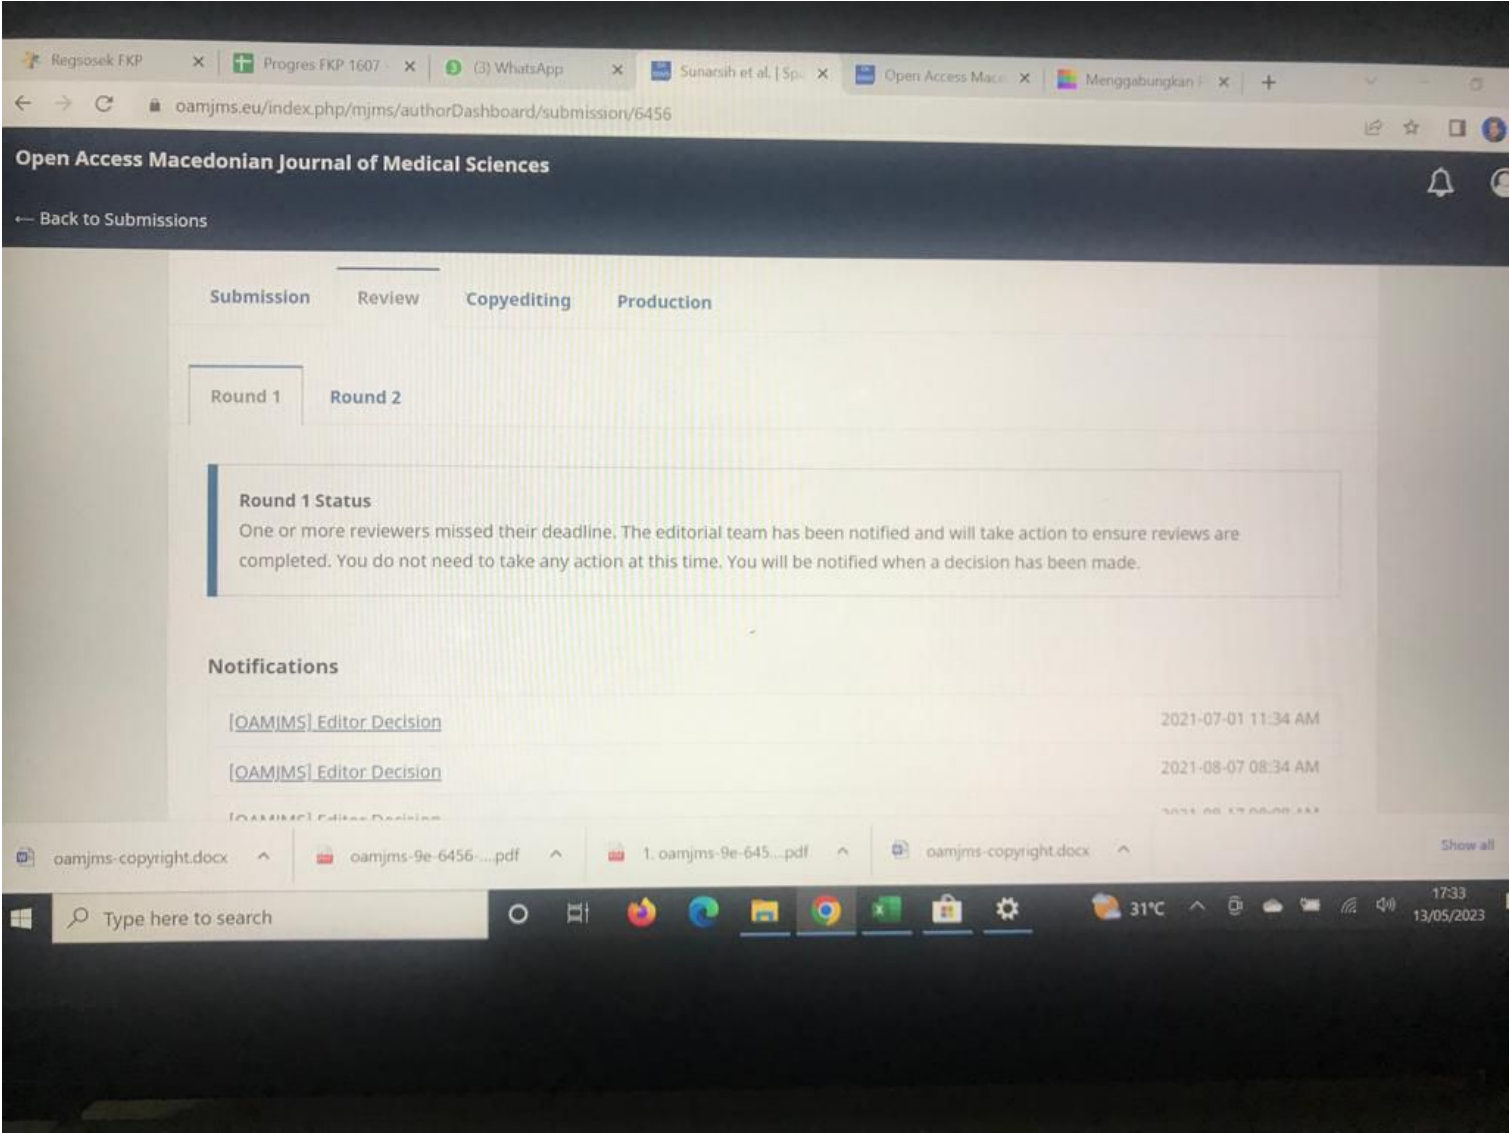 Regsosek FKP
Progres FKP 1607
(3) WhatsApp
Sunarsih et al. | Sp
Open Access Mace
Menggabungkan
oamjms.eu/index.php/mjms/authorDashboard/submission/6456
Open Access Macedonian Journal of Medical Sciences
← Back to Submissions
Submission Review Copyediting Production
Round 1 Round 2
Round 1 Status
One or more reviewers missed their deadline. The editorial team has been notified and will take action to ensure reviews are
completed. You do not need to take any action at this time. You will be notified when a decision has been made.
Notifications
[OAMJMS] Editor Decision 2021-07-01 11:34 AM
[OAMJMS] Editor Decision 2021-08-07 08:34 AM
oamjms-copyright.docx
oamjms-9e-6456-....pdf
1. oamjms-9e-645...pdf
oamjms-copyright.docx
Show all
Type here to search
31°C
17:33
13/05/2023